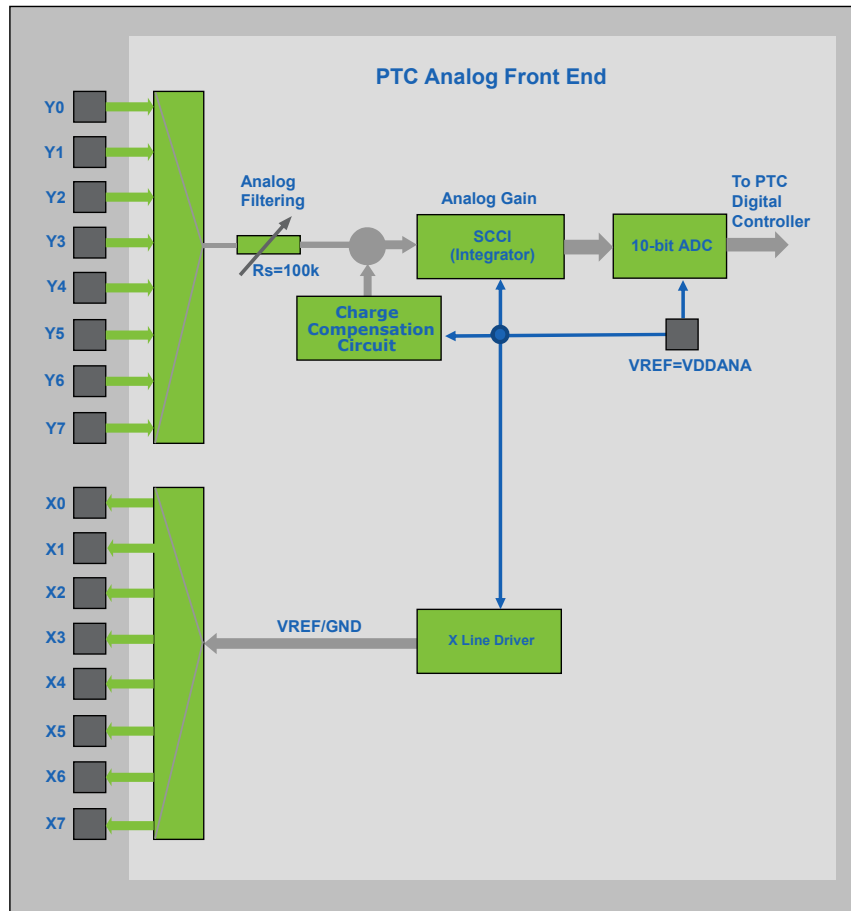 PTC Analog Front End
Y0
Y1
Y2
Y3
Y4
Y5
Y6
Y7
Analog
Filtering
Rs=100k
Analog Gain
SCCI
(Integrator)
10-bit ADC
To PTC
Digital
Controller
Charge
Compensation
Circuit
VREF=VDDANA
X0
X1
X2
X3
X4
X5
X6
X7
VREF/GND
X Line Driver